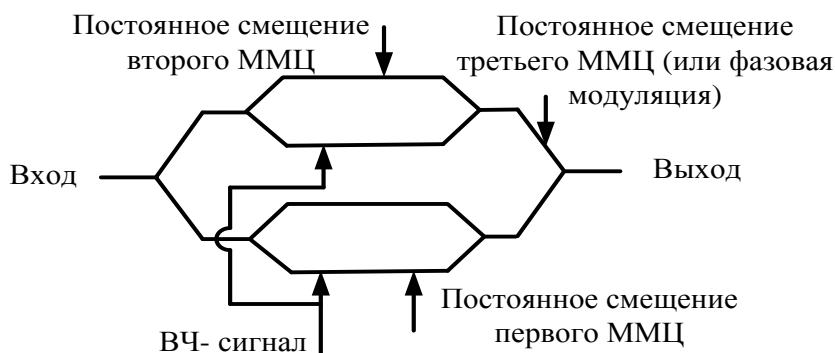 Постоянное смещение
второго ММЦ
Постоянное смещение
третьего ММЦ (или фазовая
модуляция)
Вход
Выход
Постоянное смещение
первого ММЦ
ВЧ- сигнал